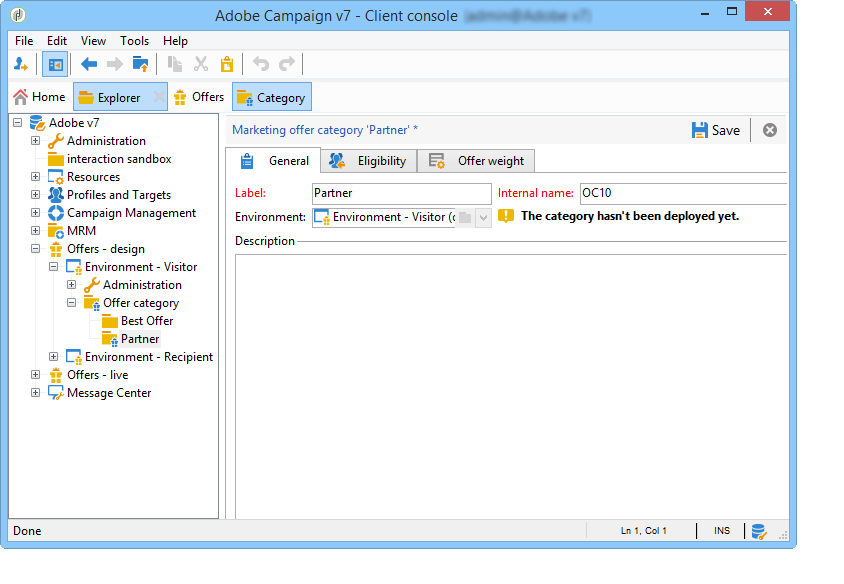 Adobe Campaign v7 - Client console
File Edit View Tools Help
Home Explorer Offers Category
Adobe v7
Administration
interaction sandbox
Resources
Profiles and Targets
Campaign Management
MRM
Offers - design
Environment - Visitor
Administration
Offer category
Best Offer
Partner
Environment - Recipient
Offers - live
Message Center
Marketing offer category 'Partner' *
Save
General Eligibility Offer weight
Label: Partner Internal name: OC10
Environment: Environment - Visitor ( The category hasn't been deployed yet.
Description
Done Ln 1, Col 1 INS